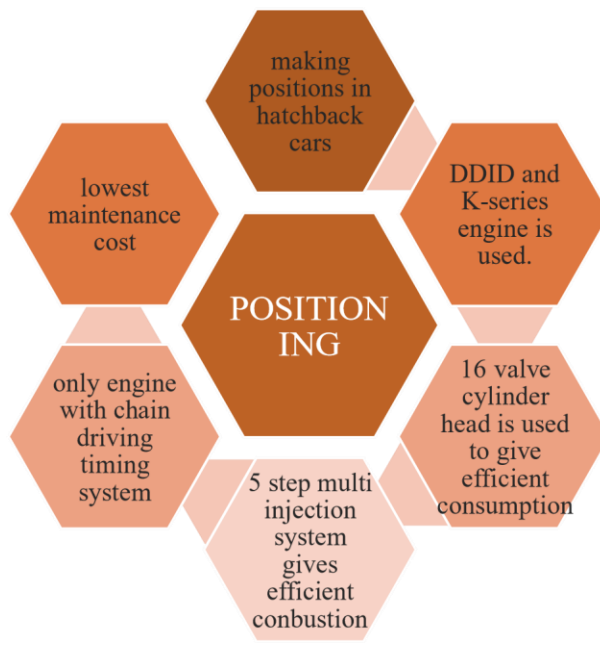 making
positions in
hatchback
cars
DDID and
K-series
engine is
used.
16 valve
cylinder
head is used
to give
efficient
consumption
5 step multi
injection
system
gives
efficient
conbustion
only engine
with chain
driving
timing
system
lowest
maintenance
cost
POSITION
ING